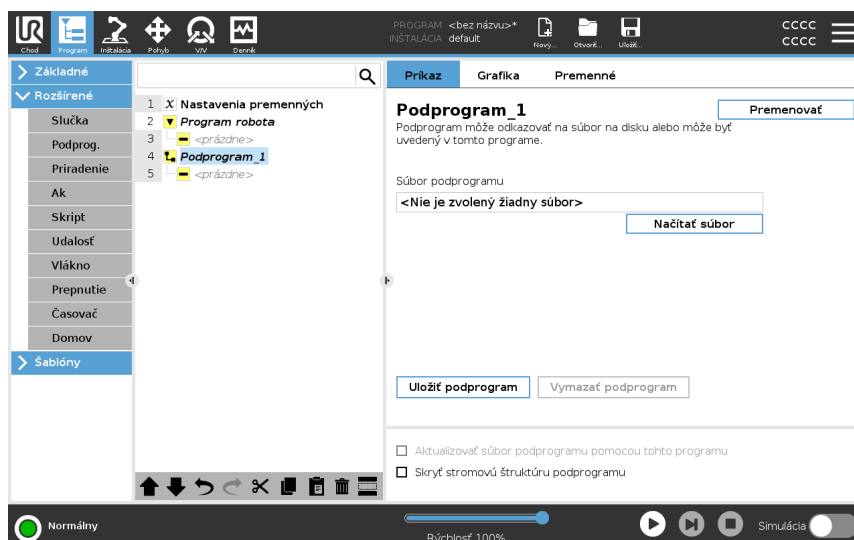 UR
Chod
Program
Inštalácia
Pohyb
V/V
Denník
PROGRAM <bez názvu>*
INŠTALÁCIA default
Nový...
Otvoriť...
Uložiť...
CCCC
CCCC
Základné
Rozšírené
Slučka
Podprog.
Priradenie
Ak
Skript
Udalosť
Vlákno
Prepnutie
Časovač
Domov
Šablóny
1 X Nastavenia premenných
2 Program robota
3 <prázdne>
4 Podprogram_1
5 <prázdne>
Príkaz Grafika Premenné
Podprogram_1
Premenovať
Podprogram môže odkazovať na súbor na disku alebo môže byť
uvedený v tomto programe.
Súbor podprogramu
<Nie je zvolený žiadny súbor>
Načítať súbor
Uložiť podprogram Vymazať podprogram
Aktualizovať súbor podprogramu pomocou tohto programu
Skryť stromovú štruktúru podprogramu
Normálny
Rýchlosť 100%
Simulácia